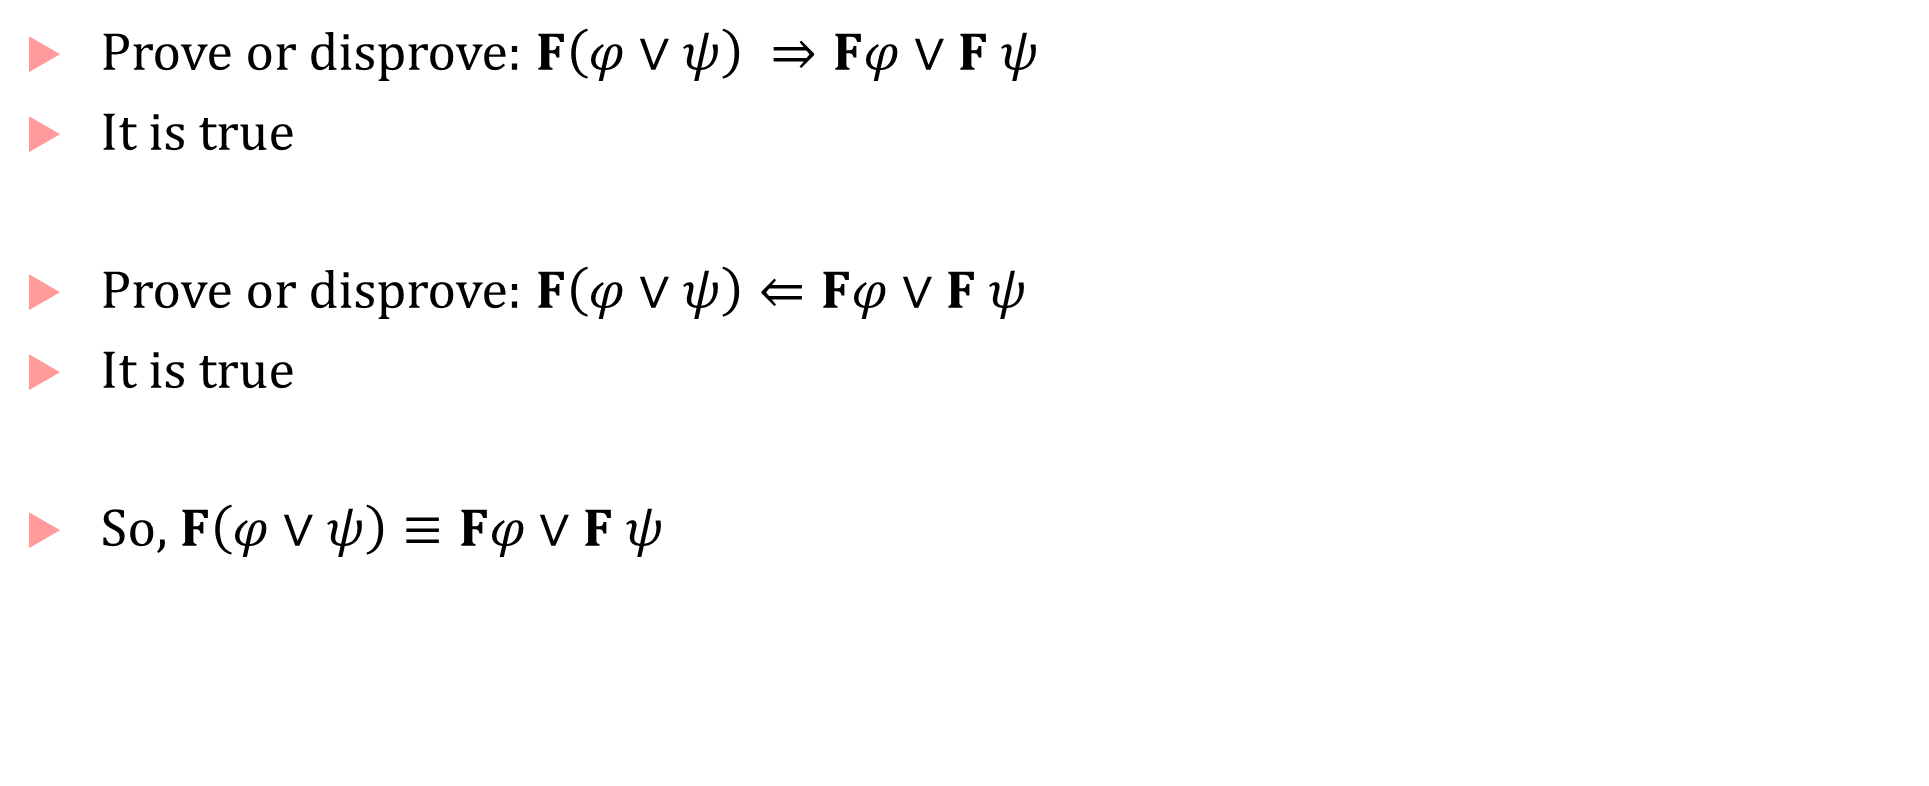 Prove or disprove: F(φ ∨ ψ) ⇒ Fφ ∨ F ψ
It is true
Prove or disprove: F(φ ∨ ψ) ⇐ Fφ ∨ F ψ
It is true
So, F(φ ∨ ψ) ≡ Fφ ∨ F ψ